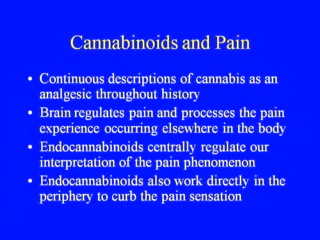 Cannabinoids and Pain
• Continuous descriptions of cannabis as an
analgesic throughout history
• Brain regulates pain and processes the pain
experience occurring elsewhere in the body
• Endocannabinoids centrally regulate our
interpretation of the pain phenomenon
• Endocannabinoids also work directly in the
periphery to curb the pain sensation